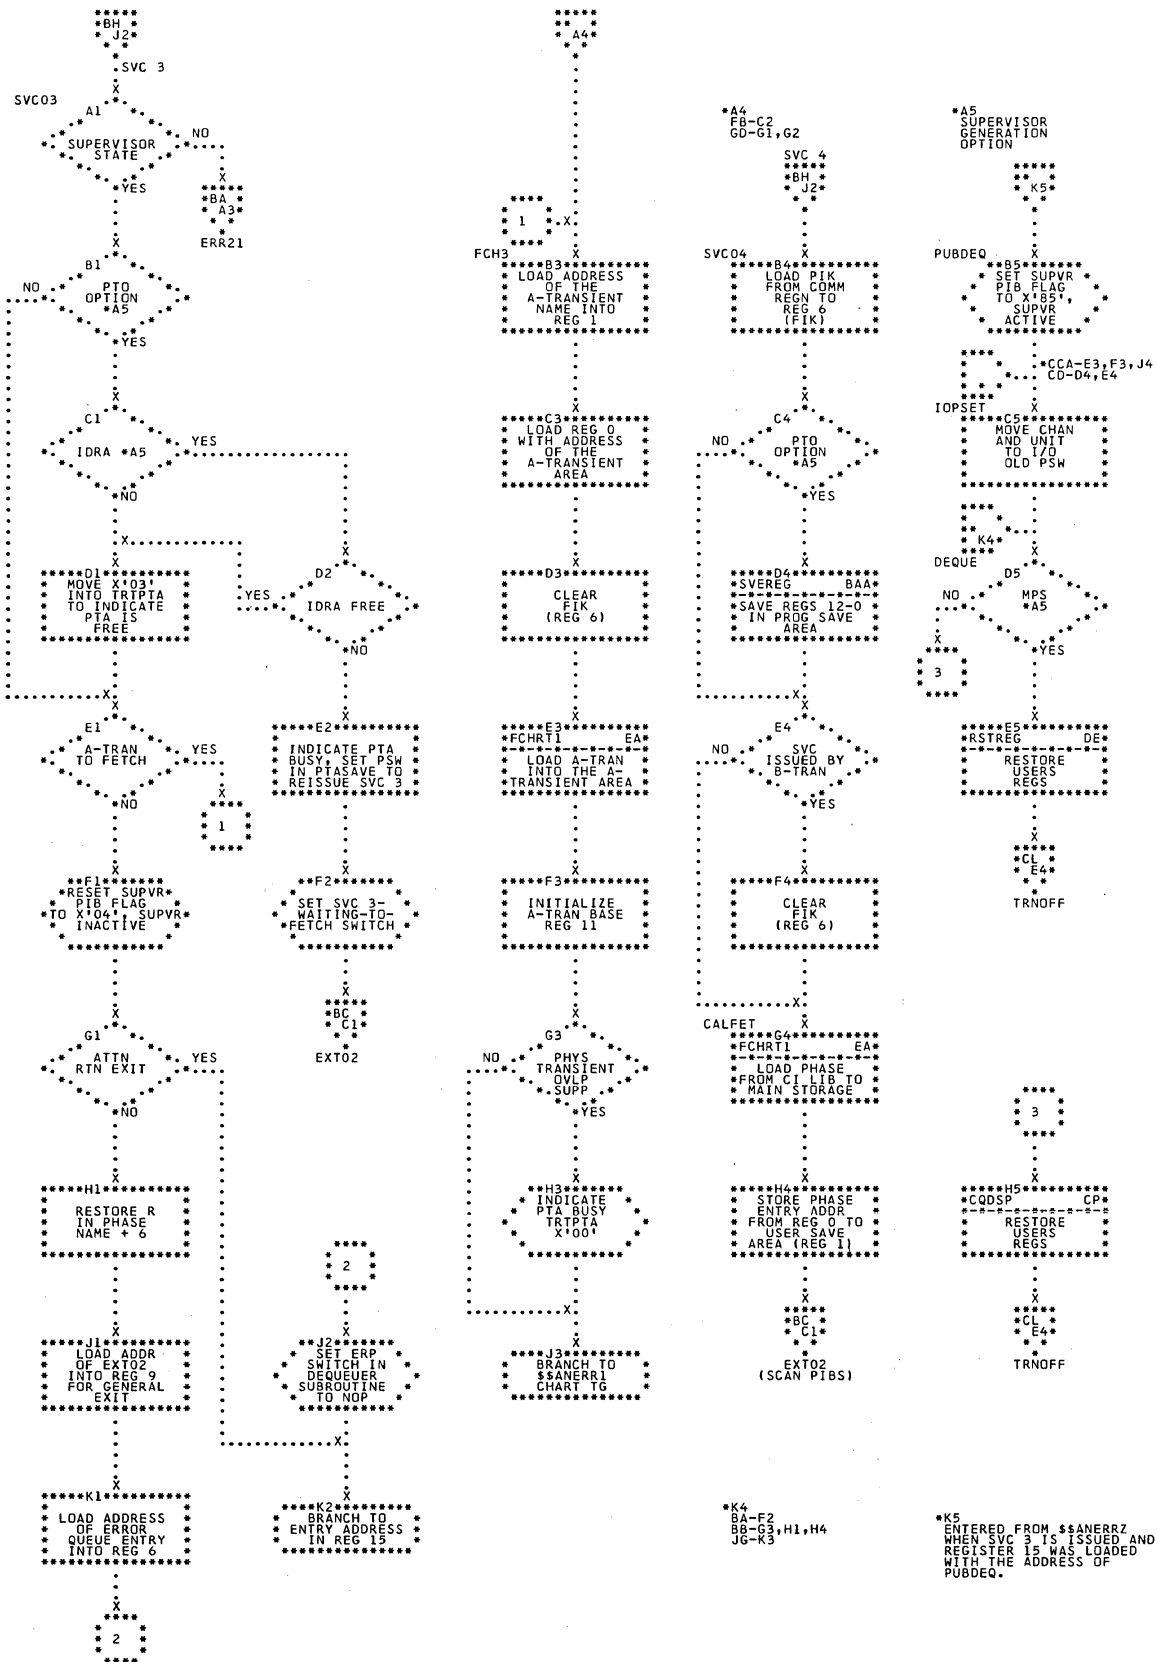 BH
J2
SVC 3
SVC03
A1
SUPERVISOR
STATE
NO
YES
BA
A3
ERR21
B1
PTO
OPTION
*A5
NO
YES
C1
IDRA *A5
YES
NO
D1
MOVE X'03'
INTO TRTPTA
TO INDICATE
PTA IS
FREE
D2
IDRA FREE
YES
NO
E1
A-TRAN
TO FETCH
YES
NO
1
E2
INDICATE PTA
BUSY, SET PSW
IN PTASAVE TO
REISSUE SVC 3
F1
RESET SUPVR
PIB FLAG
TO X'04', SUPVR
INACTIVE
F2
SET SVC 3-
WAITING-TO-
FETCH SWITCH
BC
C1
EXT02
G1
ATTN
RTN EXIT
YES
NO
H1
RESTORE R
IN PHASE
NAME + 6
2
J1
LOAD ADDR
OF EXT02
INTO REG 9
FOR GENERAL
EXIT
J2
SET ERP
SWITCH IN
DEQUEUER
SUBROUTINE
TO NOP
K1
LOAD ADDRESS
OF ERROR
QUEUE ENTRY
INTO REG 6
K2
BRANCH TO
ENTRY ADDRESS
IN REG 15
2
A4
1
FCH3
B3
LOAD ADDRESS
OF THE
A-TRANSIENT
NAME INTO
REG 1
C3
LOAD REG 0
WITH ADDRESS
OF THE
A-TRANSIENT
AREA
D3
CLEAR
FIK
(REG 6)
E3
FCHRT1 EA
LOAD A-TRAN
INTO THE A-
TRANSIENT AREA
F3
INITIALIZE
A-TRAN BASE
REG 11
G3
PHYS
TRANSIENT
OVLP
SUPP
NO
YES
H3
INDICATE
PTA BUSY
TRTPTA
X'00'
J3
BRANCH TO
$$ANERR1
CHART TG
*A4
FB-C2
GD-G1,G2
SVC 4
BH
J2
SVC04
B4
LOAD PIK
FROM COMM
REGN TO
REG 6
(FIK)
C4
PTO
OPTION
*A5
NO
YES
D4
SVEREG BAA
SAVE REGS 12-0
IN PROG SAVE
AREA
E4
SVC
ISSUED BY
B-TRAN
NO
YES
F4
CLEAR
FIK
(REG 6)
CALFET
G4
FCHRT1 EA
LOAD PHASE
FROM CI LIB TO
MAIN STORAGE
H4
STORE PHASE
ENTRY ADDR
FROM REG 0 TO
USER SAVE
AREA (REG 1)
BC
C1
EXT02
(SCAN PIBS)
*K4
BA-F2
BB-G3,H1,H4
JG-K3
*A5
SUPERVISOR
GENERATION
OPTION
K5
PUBDEQ
B5
SET SUPVR
PIB FLAG
TO X'85',
SUPVR
ACTIVE
*CCA-E3,F3,J4
CD-D4,E4
IOPSET
C5
MOVE CHAN
AND UNIT
TO I/O
OLD PSW
K4
DEQUE
D5
MPS
*A5
NO
YES
3
E5
RSTREG DE
RESTORE
USERS
REGS
CL
E4
TRNOFF
3
H5
CQDSP CP
RESTORE
USERS
REGS
CL
E4
TRNOFF
*K5
ENTERED FROM $$ANERRZ
WHEN SVC 3 IS ISSUED AND
REGISTER 15 WAS LOADED
WITH THE ADDRESS OF
PUBDEQ.